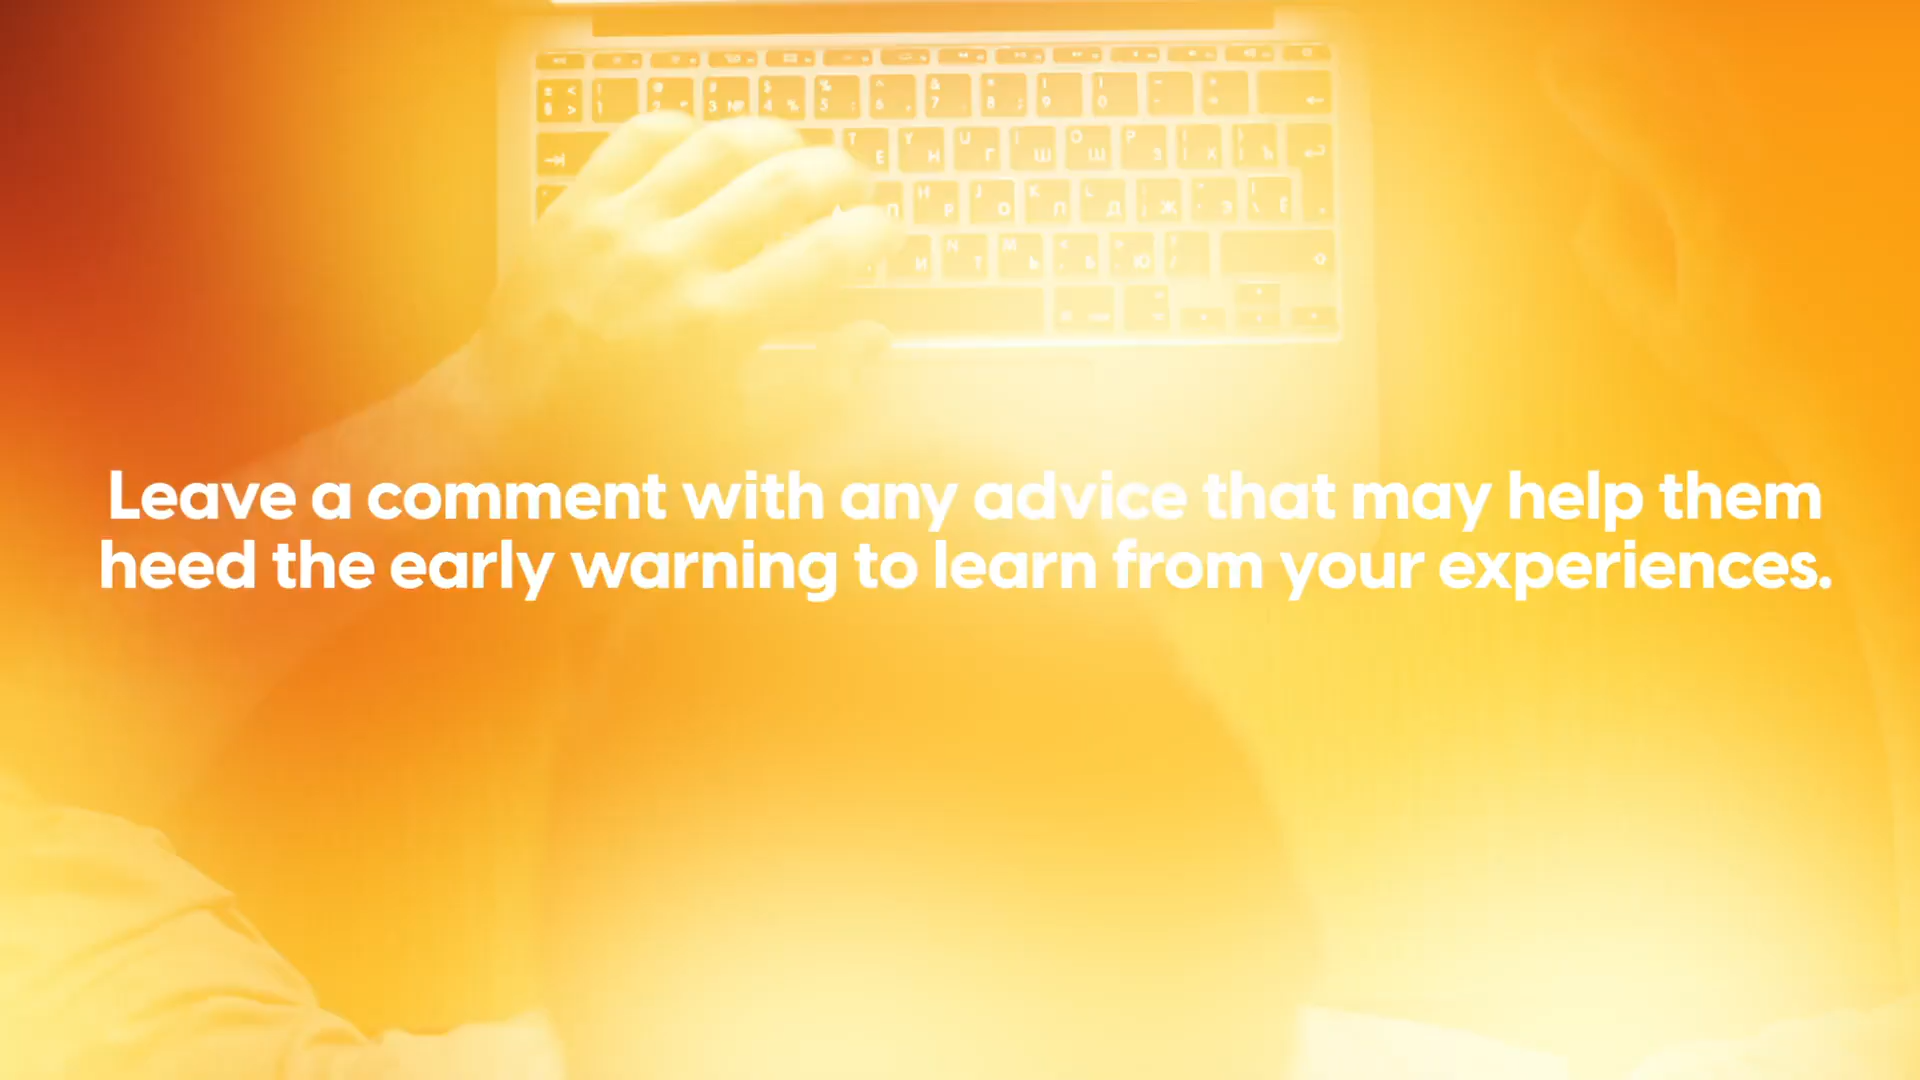 Leave a comment with any advice that may help them
heed the early warning to learn from your experiences.